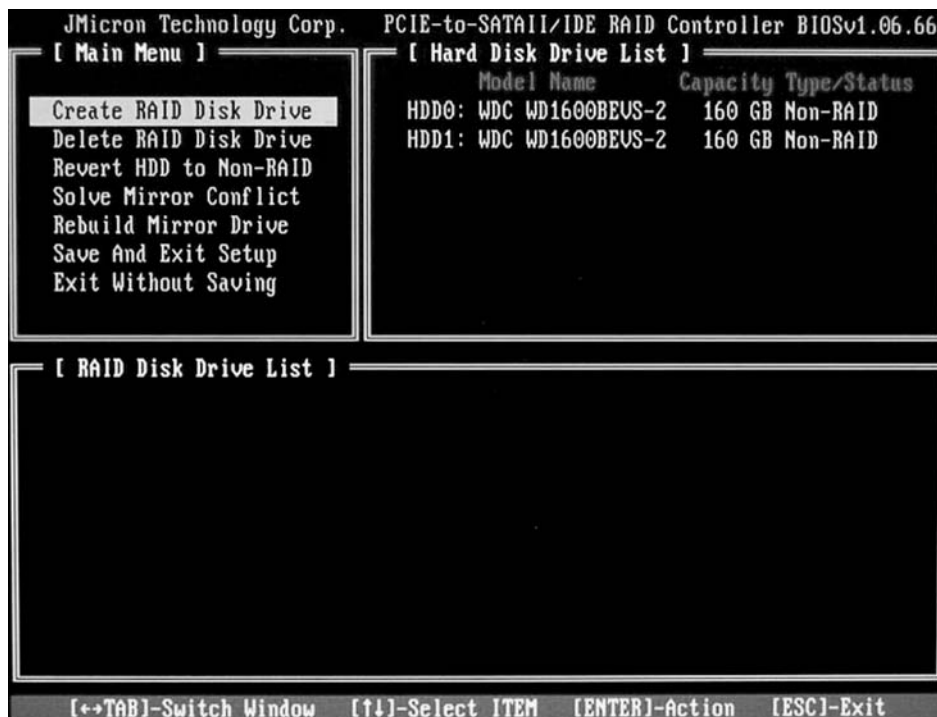 JMicron Technology Corp. PCIE-to-SATAII/IDE RAID Controller BIOSv1.06.66
[ Main Menu ]
Create RAID Disk Drive
Delete RAID Disk Drive
Revert HDD to Non-RAID
Solve Mirror Conflict
Rebuild Mirror Drive
Save And Exit Setup
Exit Without Saving
[ Hard Disk Drive List ]
Model Name Capacity Type/Status
HDD0: WDC WD1600BEVS-2 160 GB Non-RAID
HDD1: WDC WD1600BEVS-2 160 GB Non-RAID
[ RAID Disk Drive List ]
[←→TAB]-Switch Window [↑↓]-Select ITEM [ENTER]-Action [ESC]-Exit